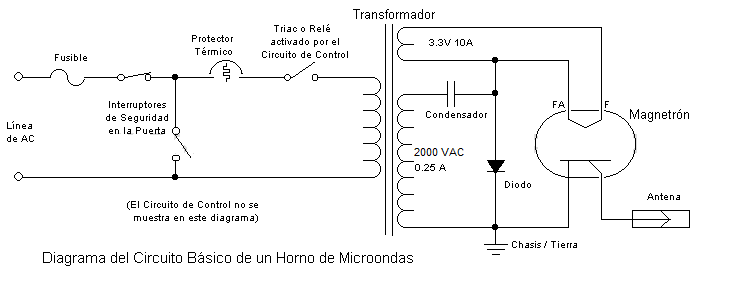 Transformador
Triac o Relé
activado por el
Circuito de Control
Protector
Térmico
Fusible
3.3V 10A
Interruptores
de Seguridad
en la Puerta
Línea
de AC
Condensador
FA
F
Magnetrón
2000 VAC
0.25 A
Diodo
Antena
(El Circuito de Control no se
muestra en este diagrama)
Chasis / Tierra
Diagrama del Circuito Básico de un Horno de Microondas